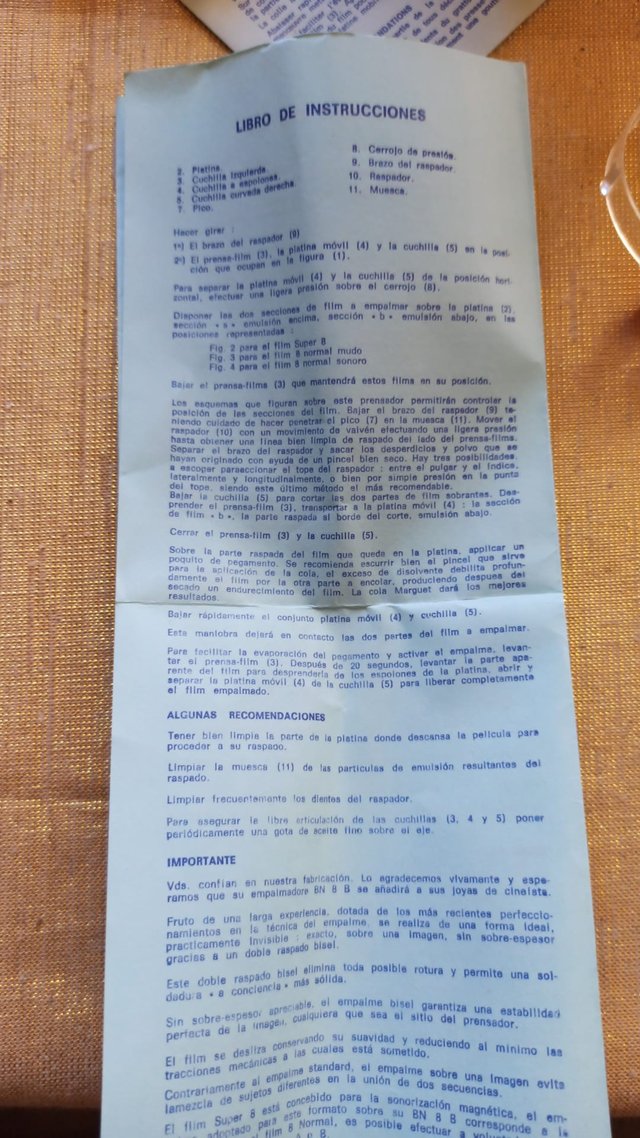 LIBRO DE INSTRUCCIONES
2. Platina.
3. Cuchilla izquierda.
4. Cuchilla a espolones.
5. Cuchilla curvada derecha.
7. Pico.
8. Cerrojo de presión.
9. Brazo del raspador.
10. Raspador.
11. Muesca.
Hacer girar :
1º) El brazo del raspador (9)
2º) El prensa-film (3), la platina móvil (4) y la cuchilla (5) en la posi-
ción que ocupan en la figura (1).
Para separar la platina móvil (4) y la cuchilla (5) de la posición hori-
zontal, efectuar una ligera presión sobre el cerrojo (8).
Disponer las dos secciones de film a empalmar sobre la platina (2),
sección « a » emulsión encima, sección « b » emulsión abajo, en las
posiciones representadas :
Fig. 2 para el film Super 8
Fig. 3 para el film 8 normal mudo
Fig. 4 para el film 8 normal sonoro
Bajar el prensa-films (3) que mantendrá estos films en su posición.
Los esquemas que figuran sobre este prensador permitirán controlar la
posición de las secciones del film. Bajar el brazo del raspador (9) te-
niendo cuidado de hacer penetrar el pico (7) en la muesca (11). Mover el
raspador (10) con un movimiento de valvén efectuando una ligera presión
hasta obtener una línea bien limpia de raspado del lado del prensa-films.
Separar el brazo del raspador y sacar los desperdicios y polvo que se
hayan originado con ayuda de un pincel bien seco. Hay tres posibilidades
a escoger paraaccionar el tope del raspador : entre el pulgar y el índice,
lateralmente y longitudinalmente, o bien por simple presión en la punta
del tope, siendo este último método el más recomendable.
Bajar la cuchilla (5) para cortar las dos partes de film sobrantes. Des-
prender el prensa-film (3), transportar a la platina móvil (4) : la sección
de film « b », la parte raspada al borde del corte, emulsión abajo.
Cerrar el prensa-film (3) y la cuchilla (5).
Sobre la parte raspada del film que queda en la platina, applicar un
poquito de pegamento. Se recomienda escurrir bien el pincel que sirve
para la aplicación de la cola, el exceso de disolvente debilita profun-
damente el film por la otra parte a encolar, produciendo despues del
secado un endurecimiento del film. La cola Marguet dará los mejores
resultados.
Bajar rápidamente el conjunto platina móvil (4) y cuchilla (5).
Esta maniobra dejará en contacto las dos partes del film a empalmar.
Para facilitar la evaporación del pegamento y activar el empalme, levan-
tar el prensa-film (3). Después de 20 segundos, levantar la parte apa-
rente del film para desprenderla de los espolones de la platina, abrir y
separar la platina móvil (4) de la cuchilla (5) para liberar completamente
el film empalmado.
ALGUNAS RECOMENDACIONES
Tener bien limpia la parte de la platina donde descansa la película para
proceder a su raspado.
Limpiar la muesca (11) de las partículas de emulsión resultantes del
raspado.
Limpiar frecuentemente los dientes del raspador.
Para asegurar la libre articulación de las cuchillas (3, 4 y 5) poner
periódicamente una gota de aceite fino sobre el eje.
IMPORTANTE
Vds. confían en nuestra fabricación. Lo agradecemos vivamente y espe-
ramos que su empalmadore BN 8 B se añadirá a sus joyas de cineista.
Fruto de una larga experiencia, dotada de los más recientes perfeccio-
namientos en la técnica del empalme, se realiza de una forma ideal,
practicamente invisible : exacto, sobre una imagen, sin sobre-espesor
gracias a un doble raspado bisel.
Este doble raspado bisel elimina toda posible rotura y permite una sol-
dadura « a conciencia » más sólida.
Sin sobre-espesor apreciable, el empalme bisel garantiza una estabilidad
perfecta de la imagen, cualquiera que sea el sitio del prensador.
El film se desliza conservando su suavidad y reduciendo al mínimo las
tracciones mecánicas a las cuales está sometido.
Contrariamente al empalme standard, el empalme sobre una imagen evita
lamezcla de sujetos diferentes en la unión de dos secuencias.
El film Super 8 está concebido para la sonorización magnética, el em-
adoptado para este formato sobre su BN 8 B corresponde a la
film 8 Normal, es posible efectuar a